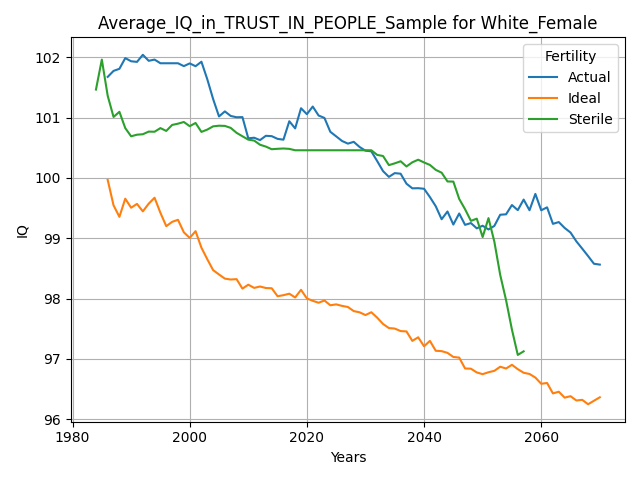 Average_IQ_in_TRUST_IN_PEOPLE_Sample for White_Female
Fertility
Actual
Ideal
Sterile
IQ
102
101
100
99
98
97
96
1980
2000
2020
2040
2060
Years